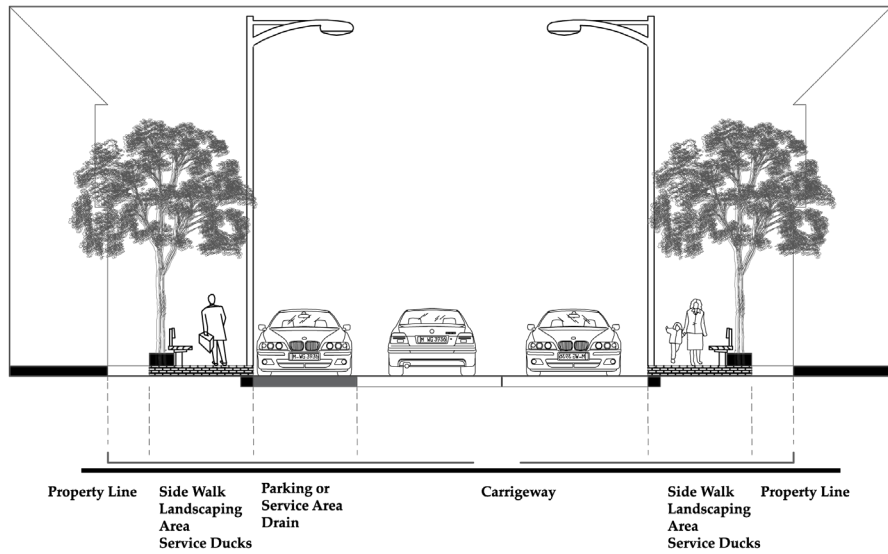 Property Line
Side Walk
Landscaping
Area
Service Ducks
Parking or
Service Area
Drain
Carrigeway
Side Walk
Landscaping
Area
Service Ducks
Property Line